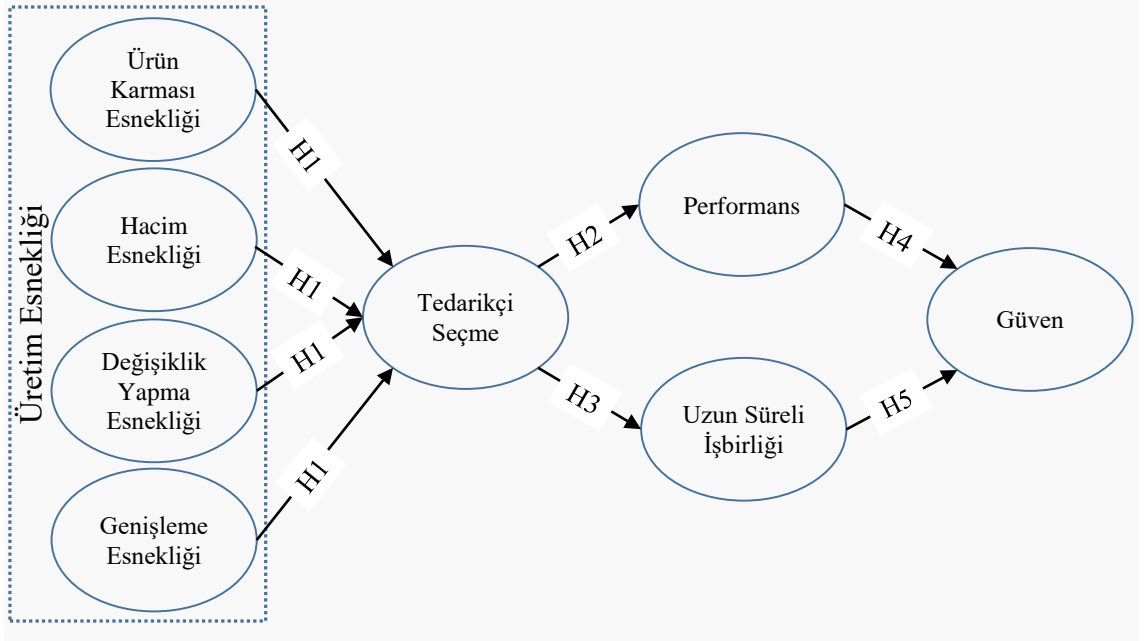 Üretim Esnekliği
Ürün
Karması
Esnekliği
Hacim
Esnekliği
Değişiklik
Yapma
Esnekliği
Genişleme
Esnekliği
H1
H1
H1
H1
Tedarikçi
Seçme
H2
H3
Performans
Uzun Süreli
İşbirliği
H4
H5
Güven